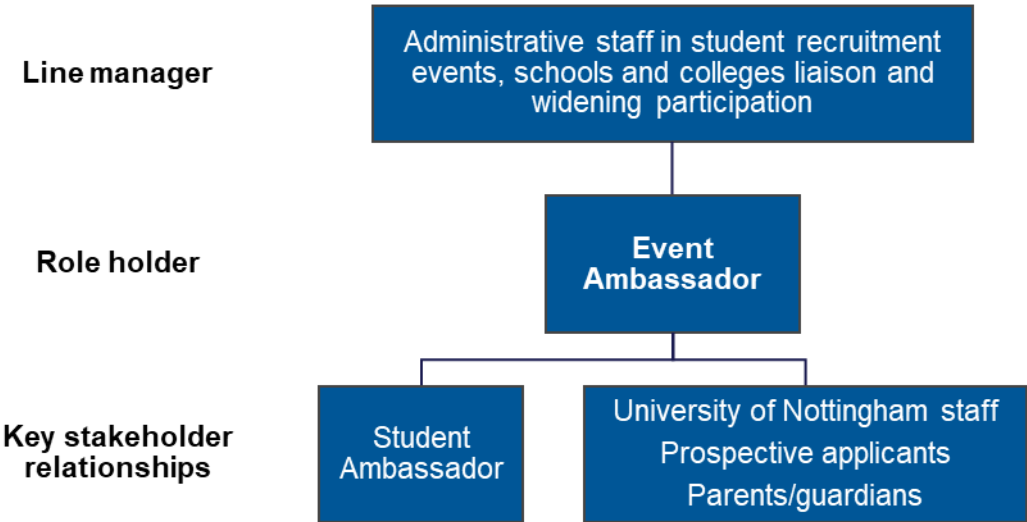 Line manager
Administrative staff in student recruitment
events, schools and colleges liaison and
widening participation
Role holder
Event
Ambassador
Key stakeholder
relationships
Student
Ambassador
University of Nottingham staff
Prospective applicants
Parents/guardians